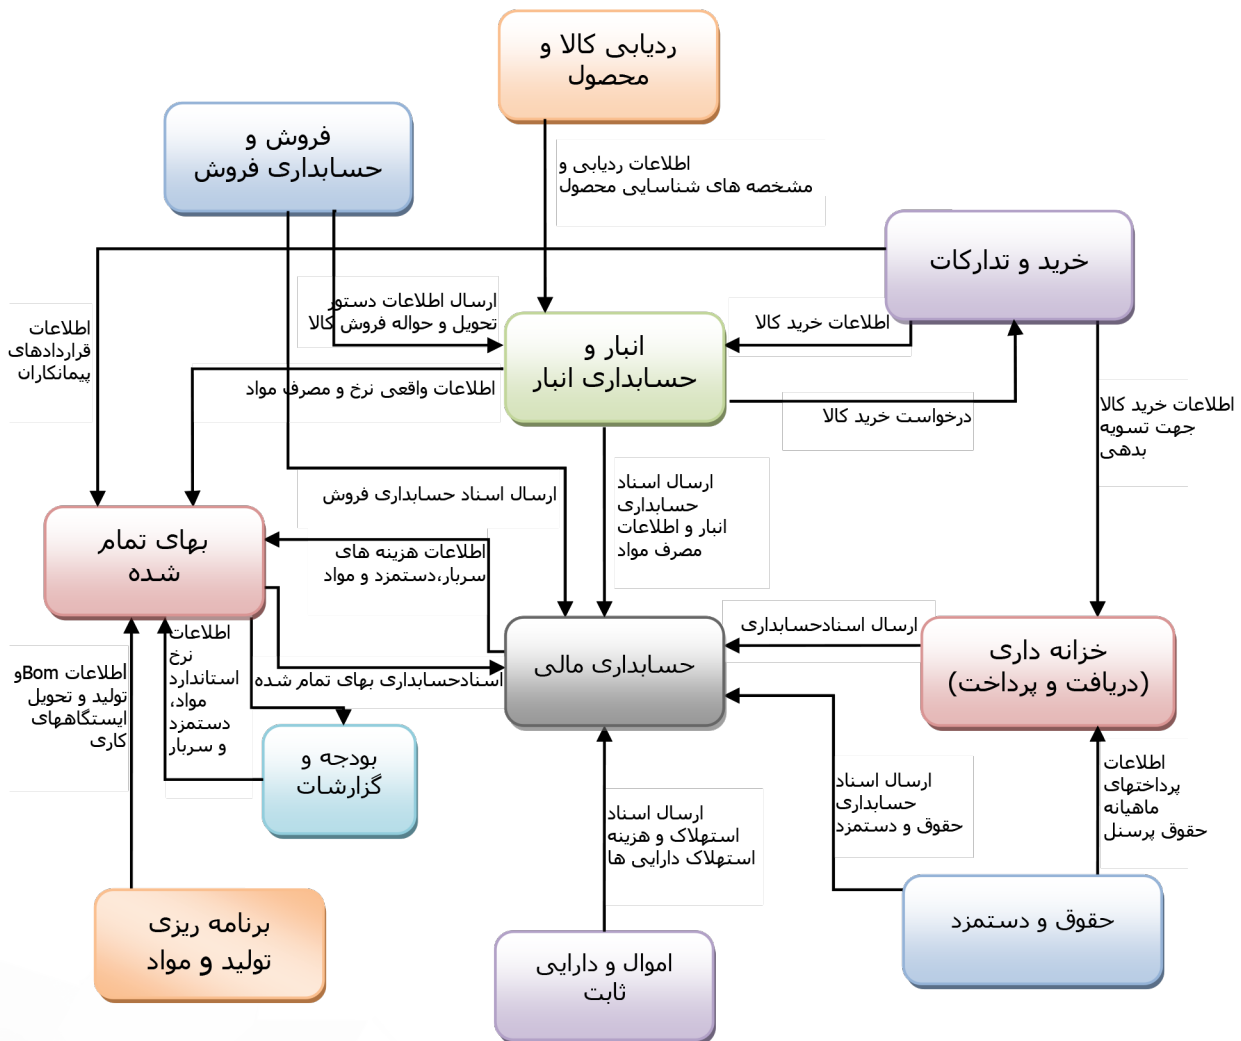 ردیابی کالا و
محصول
فروش و
حسابداری فروش
اطلاعات ردیابی و
مشخصه های شناسایی محصول
خرید و تدارکات
ارسال اطلاعات دستور
تحویل و حواله فروش کالا
اطلاعات خرید کالا
اطلاعات
قراردادهای
پیمانکاران
انبار و
حسابداری انبار
اطلاعات واقعی نرخ و مصرف مواد
درخواست خرید کالا
اطلاعات خرید کالا
جهت تسویه
بدهی
ارسال اسناد حسابداری فروش
ارسال اسناد
حسابداری
انبار و اطلاعات
مصرف مواد
بهای تمام
شده
اطلاعات هزینه های
سربار،دستمزد و مواد
ارسال اسنادحسابداری
حسابداری مالی
خزانه داری
(دریافت و پرداخت)
اطلاعات
نرخ
استاندارد
مواد،
دستمزد
و سربار
اسنادحسابداری بهای تمام شده
اطلاعات Bomو
تولید و تحویل
ایستگاههای
کاری
بودجه و
گزارشات
ارسال اسناد
استهلاک و هزینه
استهلاک دارایی ها
ارسال اسناد
حسابداری
حقوق و دستمزد
اطلاعات
پرداختهای
ماهیانه
حقوق پرسنل
برنامه ریزی
تولید و مواد
اموال و دارایی
ثابت
حقوق و دستمزد